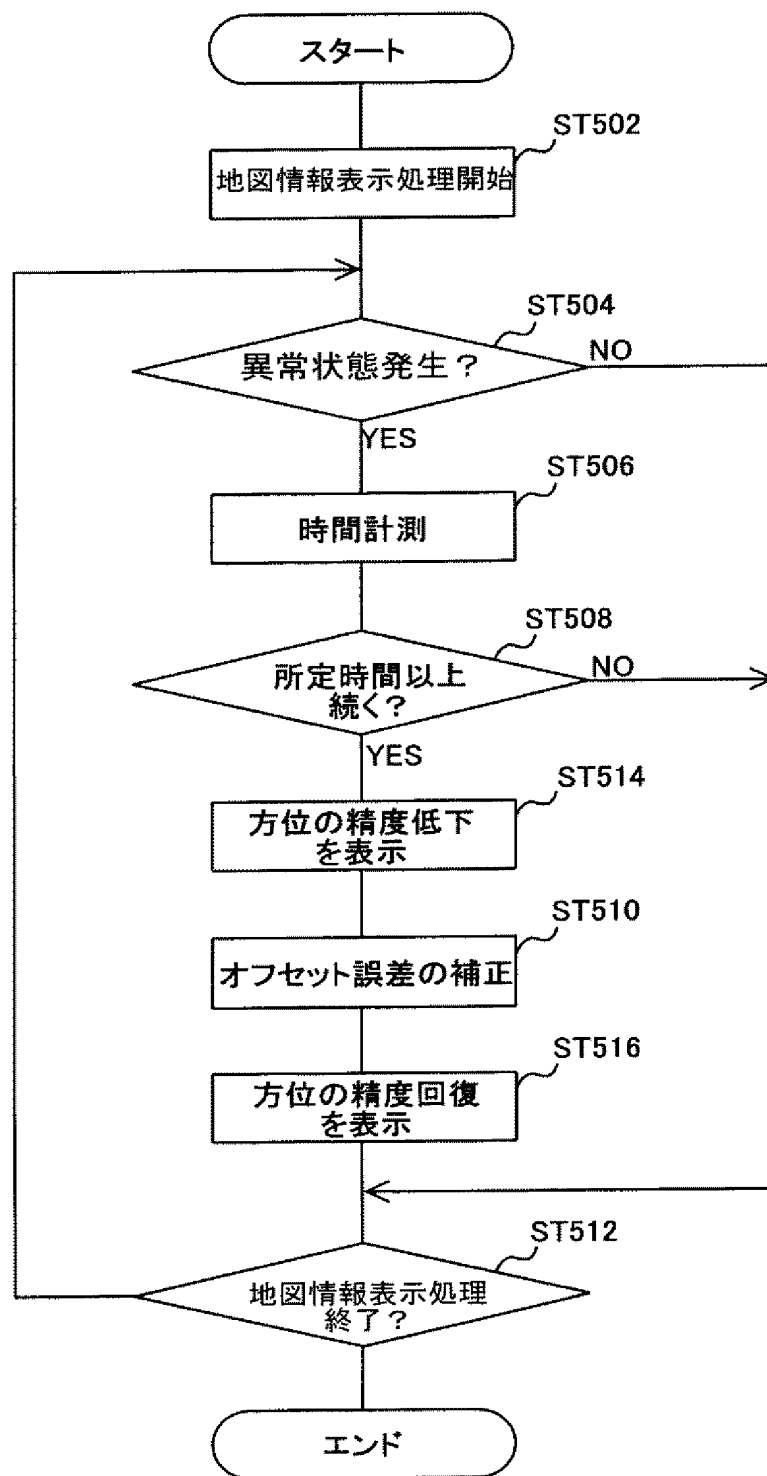 スタート
ST502
地図情報表示処理開始
ST504
異常状態発生？
NO
YES
ST506
時間計測
ST508
所定時間以上
続く？
NO
YES
ST514
方位の精度低下
を表示
ST510
オフセット誤差の補正
ST516
方位の精度回復
を表示
ST512
地図情報表示処理
終了？
エンド